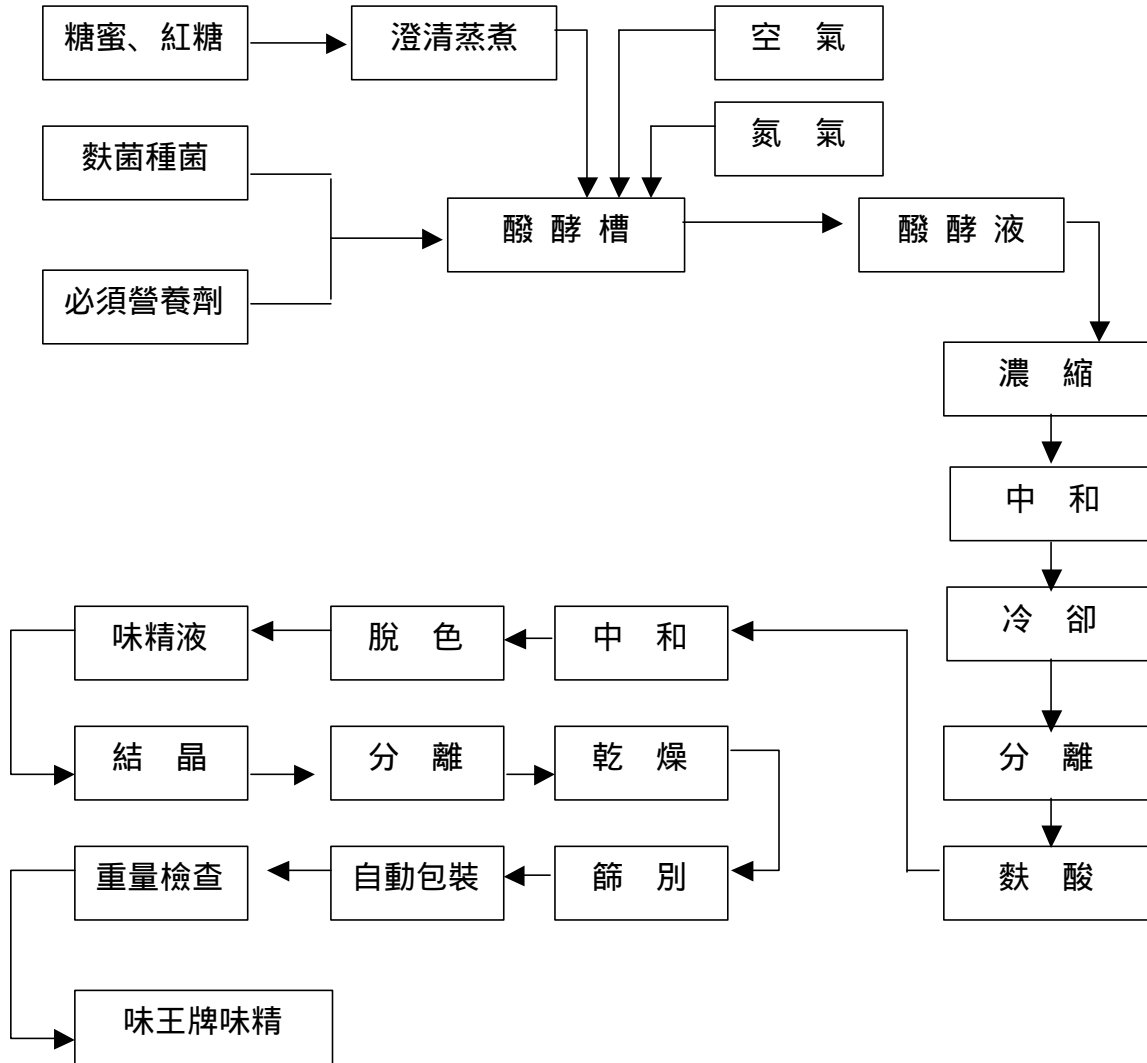 糖蜜、紅糖
澄清蒸煮
空 氣
氮 氣
麩菌種菌
必須營養劑
醱酵槽
醱酵液
濃 縮
中 和
冷 卻
分 離
麩 酸
中 和
脫 色
味精液
結 晶
分 離
乾 燥
篩 別
自動包裝
重量檢查
味王牌味精